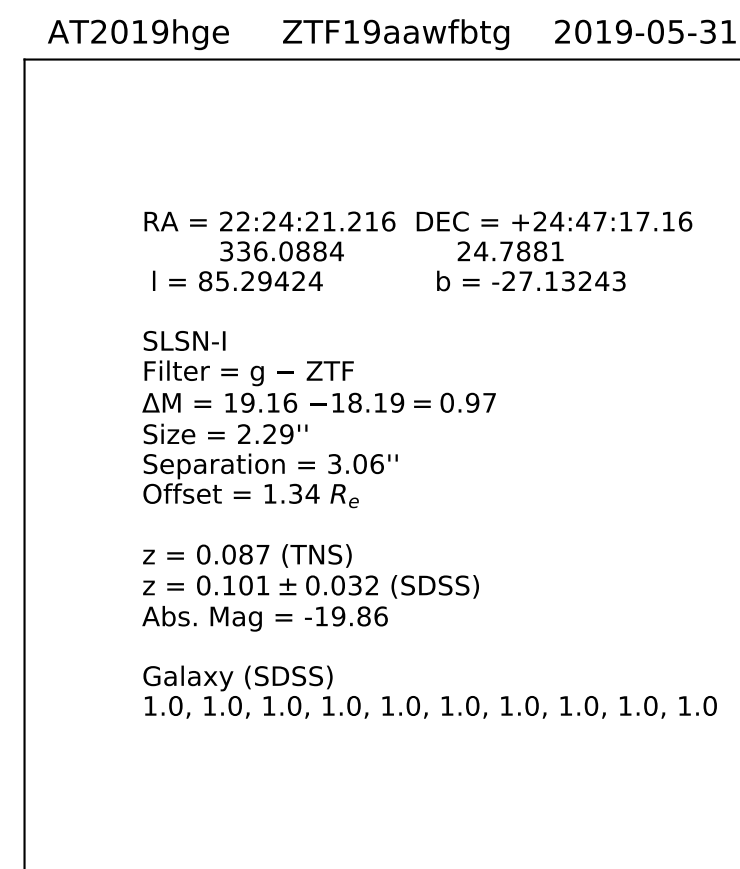 AT2019hge ZTF19aawfbtg 2019-05-31
RA = 22:24:21.216 DEC = +24:47:17.16
336.0884 24.7881
l = 85.29424 b = -27.13243
SLSN-I
Filter = g − ZTF
ΔM = 19.16 −18.19 = 0.97
Size = 2.29''
Separation = 3.06''
Offset = 1.34 Rₑ
z = 0.087 (TNS)
z = 0.101 ± 0.032 (SDSS)
Abs. Mag = -19.86
Galaxy (SDSS)
1.0, 1.0, 1.0, 1.0, 1.0, 1.0, 1.0, 1.0, 1.0, 1.0